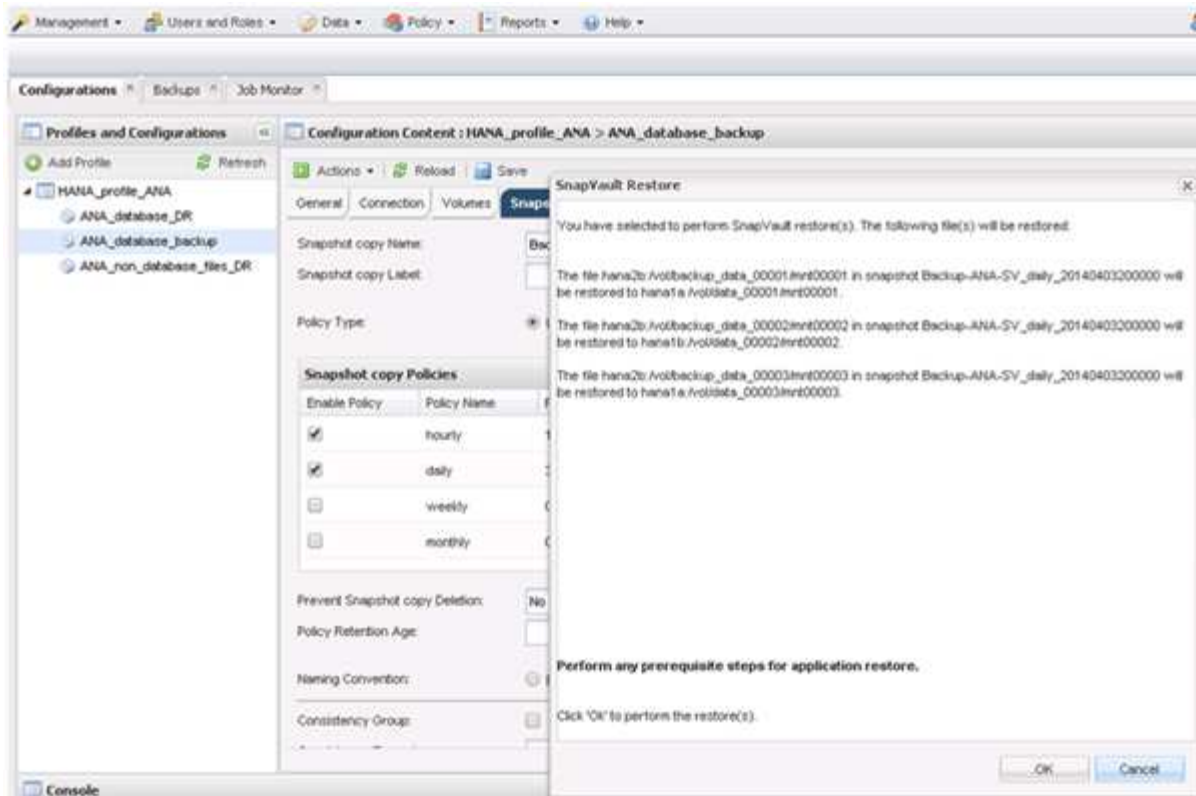 Management Users and Roles Data Policy Reports Help
Configurations Backups Job Monitor
Profiles and Configurations
Add Profile Refresh
HANA_profile_ANA
ANA_database_DR
ANA_database_backup
ANA_non_database_files_DR
Configuration Content : HANA_profile_ANA > ANA_database_backup
Actions Reload Save
General Connection Volumes Snaps
Snapshot copy Name: Bac
Snapshot copy Label:
Policy Type:
Snapshot copy Policies
Enable Policy Policy Name
hourly
daily
weekly
monthly
Prevent Snapshot copy Deletion: No
Policy Retention Age:
Naming Convention:
Consistency Group:
Console
SnapVault Restore
You have selected to perform SnapVault restore(s). The following file(s) will be restored:
The file hana2b:/vol/backup_data_00001/mnt00001 in snapshot Backup-ANA-SV_daily_20140403200000 will
be restored to hana1a:/vol/data_00001/mnt00001.
The file hana2b:/vol/backup_data_00002/mnt00002 in snapshot Backup-ANA-SV_daily_20140403200000 will
be restored to hana1b:/vol/data_00002/mnt00002.
The file hana2b:/vol/backup_data_00003/mnt00003 in snapshot Backup-ANA-SV_daily_20140403200000 will
be restored to hana1a:/vol/data_00003/mnt00003.
Perform any prerequisite steps for application restore.
Click 'Ok' to perform the restore(s).
OK Cancel